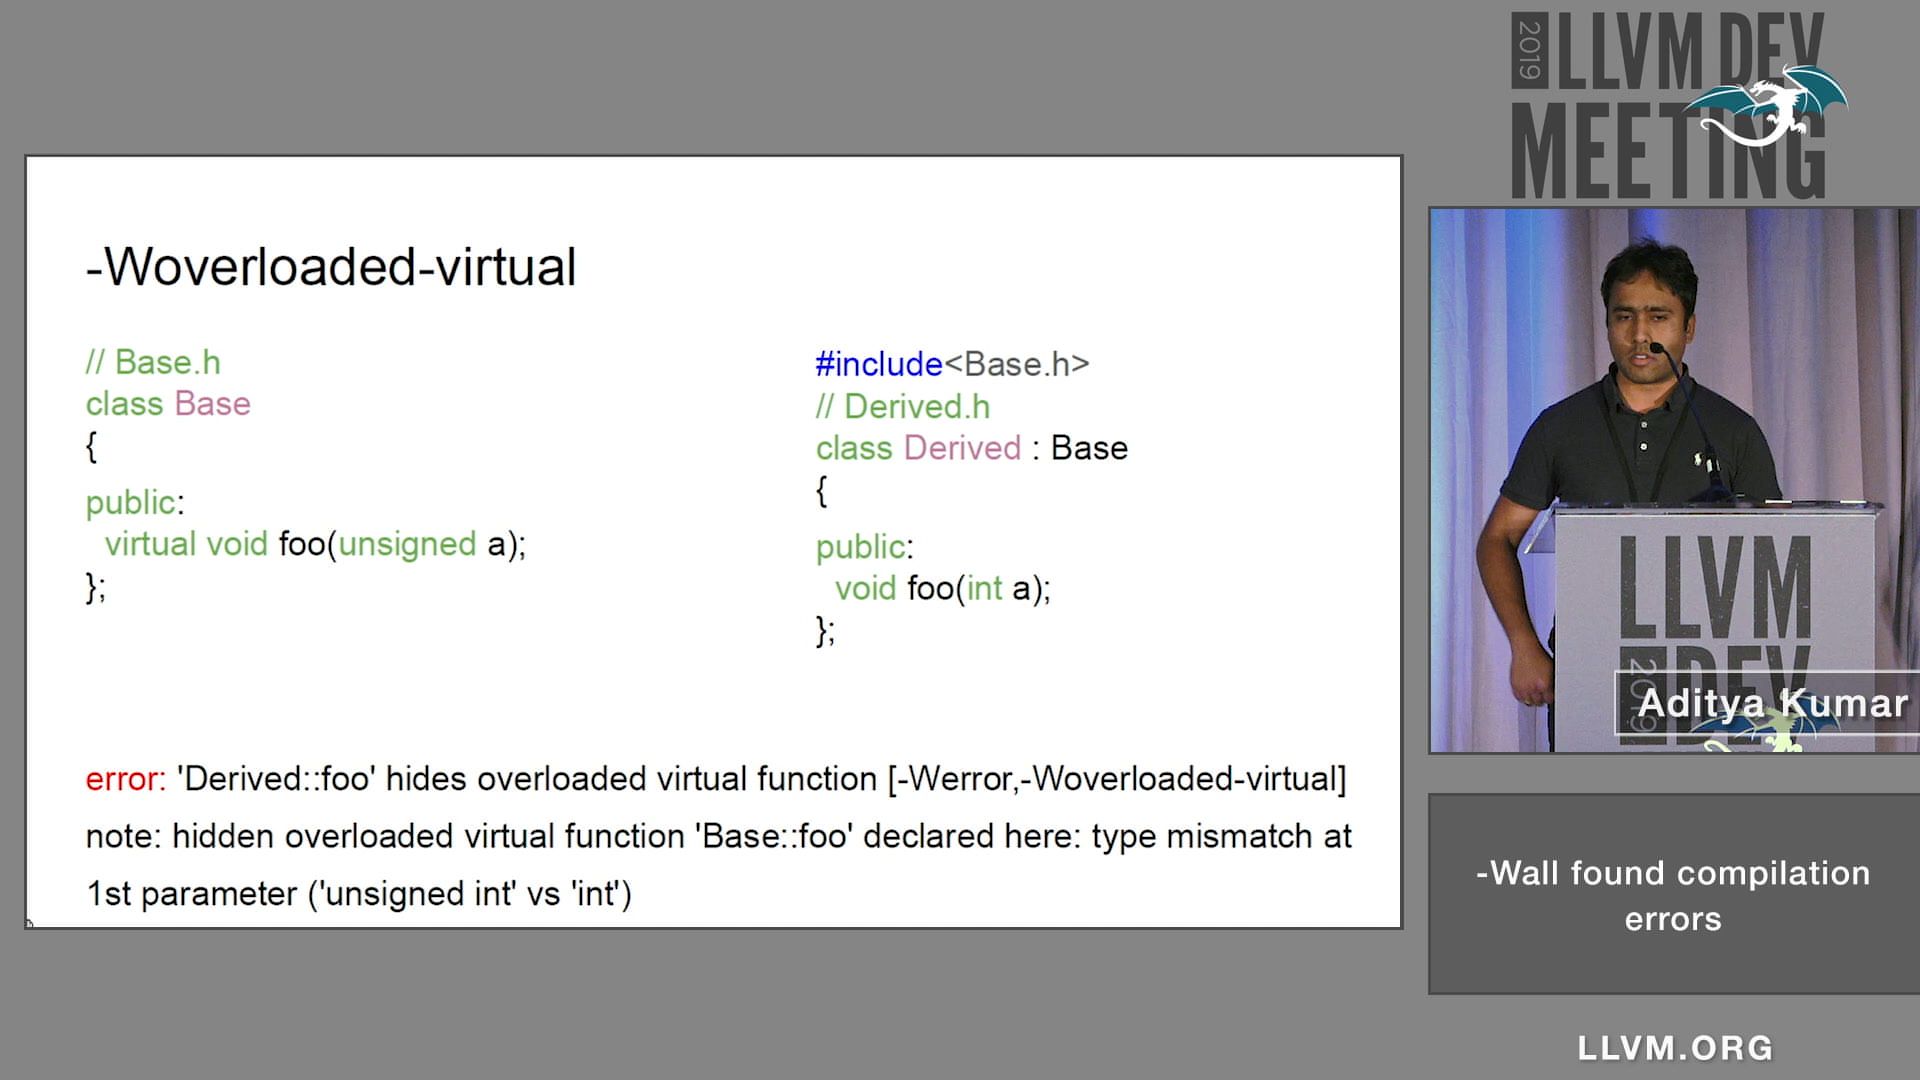 2019 LLVM DEV
MEETING
-Woverloaded-virtual
// Base.h
class Base
{
public:
virtual void foo(unsigned a);
};
#include<Base.h>
// Derived.h
class Derived : Base
{
public:
void foo(int a);
};
error: 'Derived::foo' hides overloaded virtual function [-Werror,-Woverloaded-virtual]
note: hidden overloaded virtual function 'Base::foo' declared here: type mismatch at
1st parameter ('unsigned int' vs 'int')
LLVM
2019 DEV
Aditya Kumar
-Wall found compilation
errors
LLVM.ORG